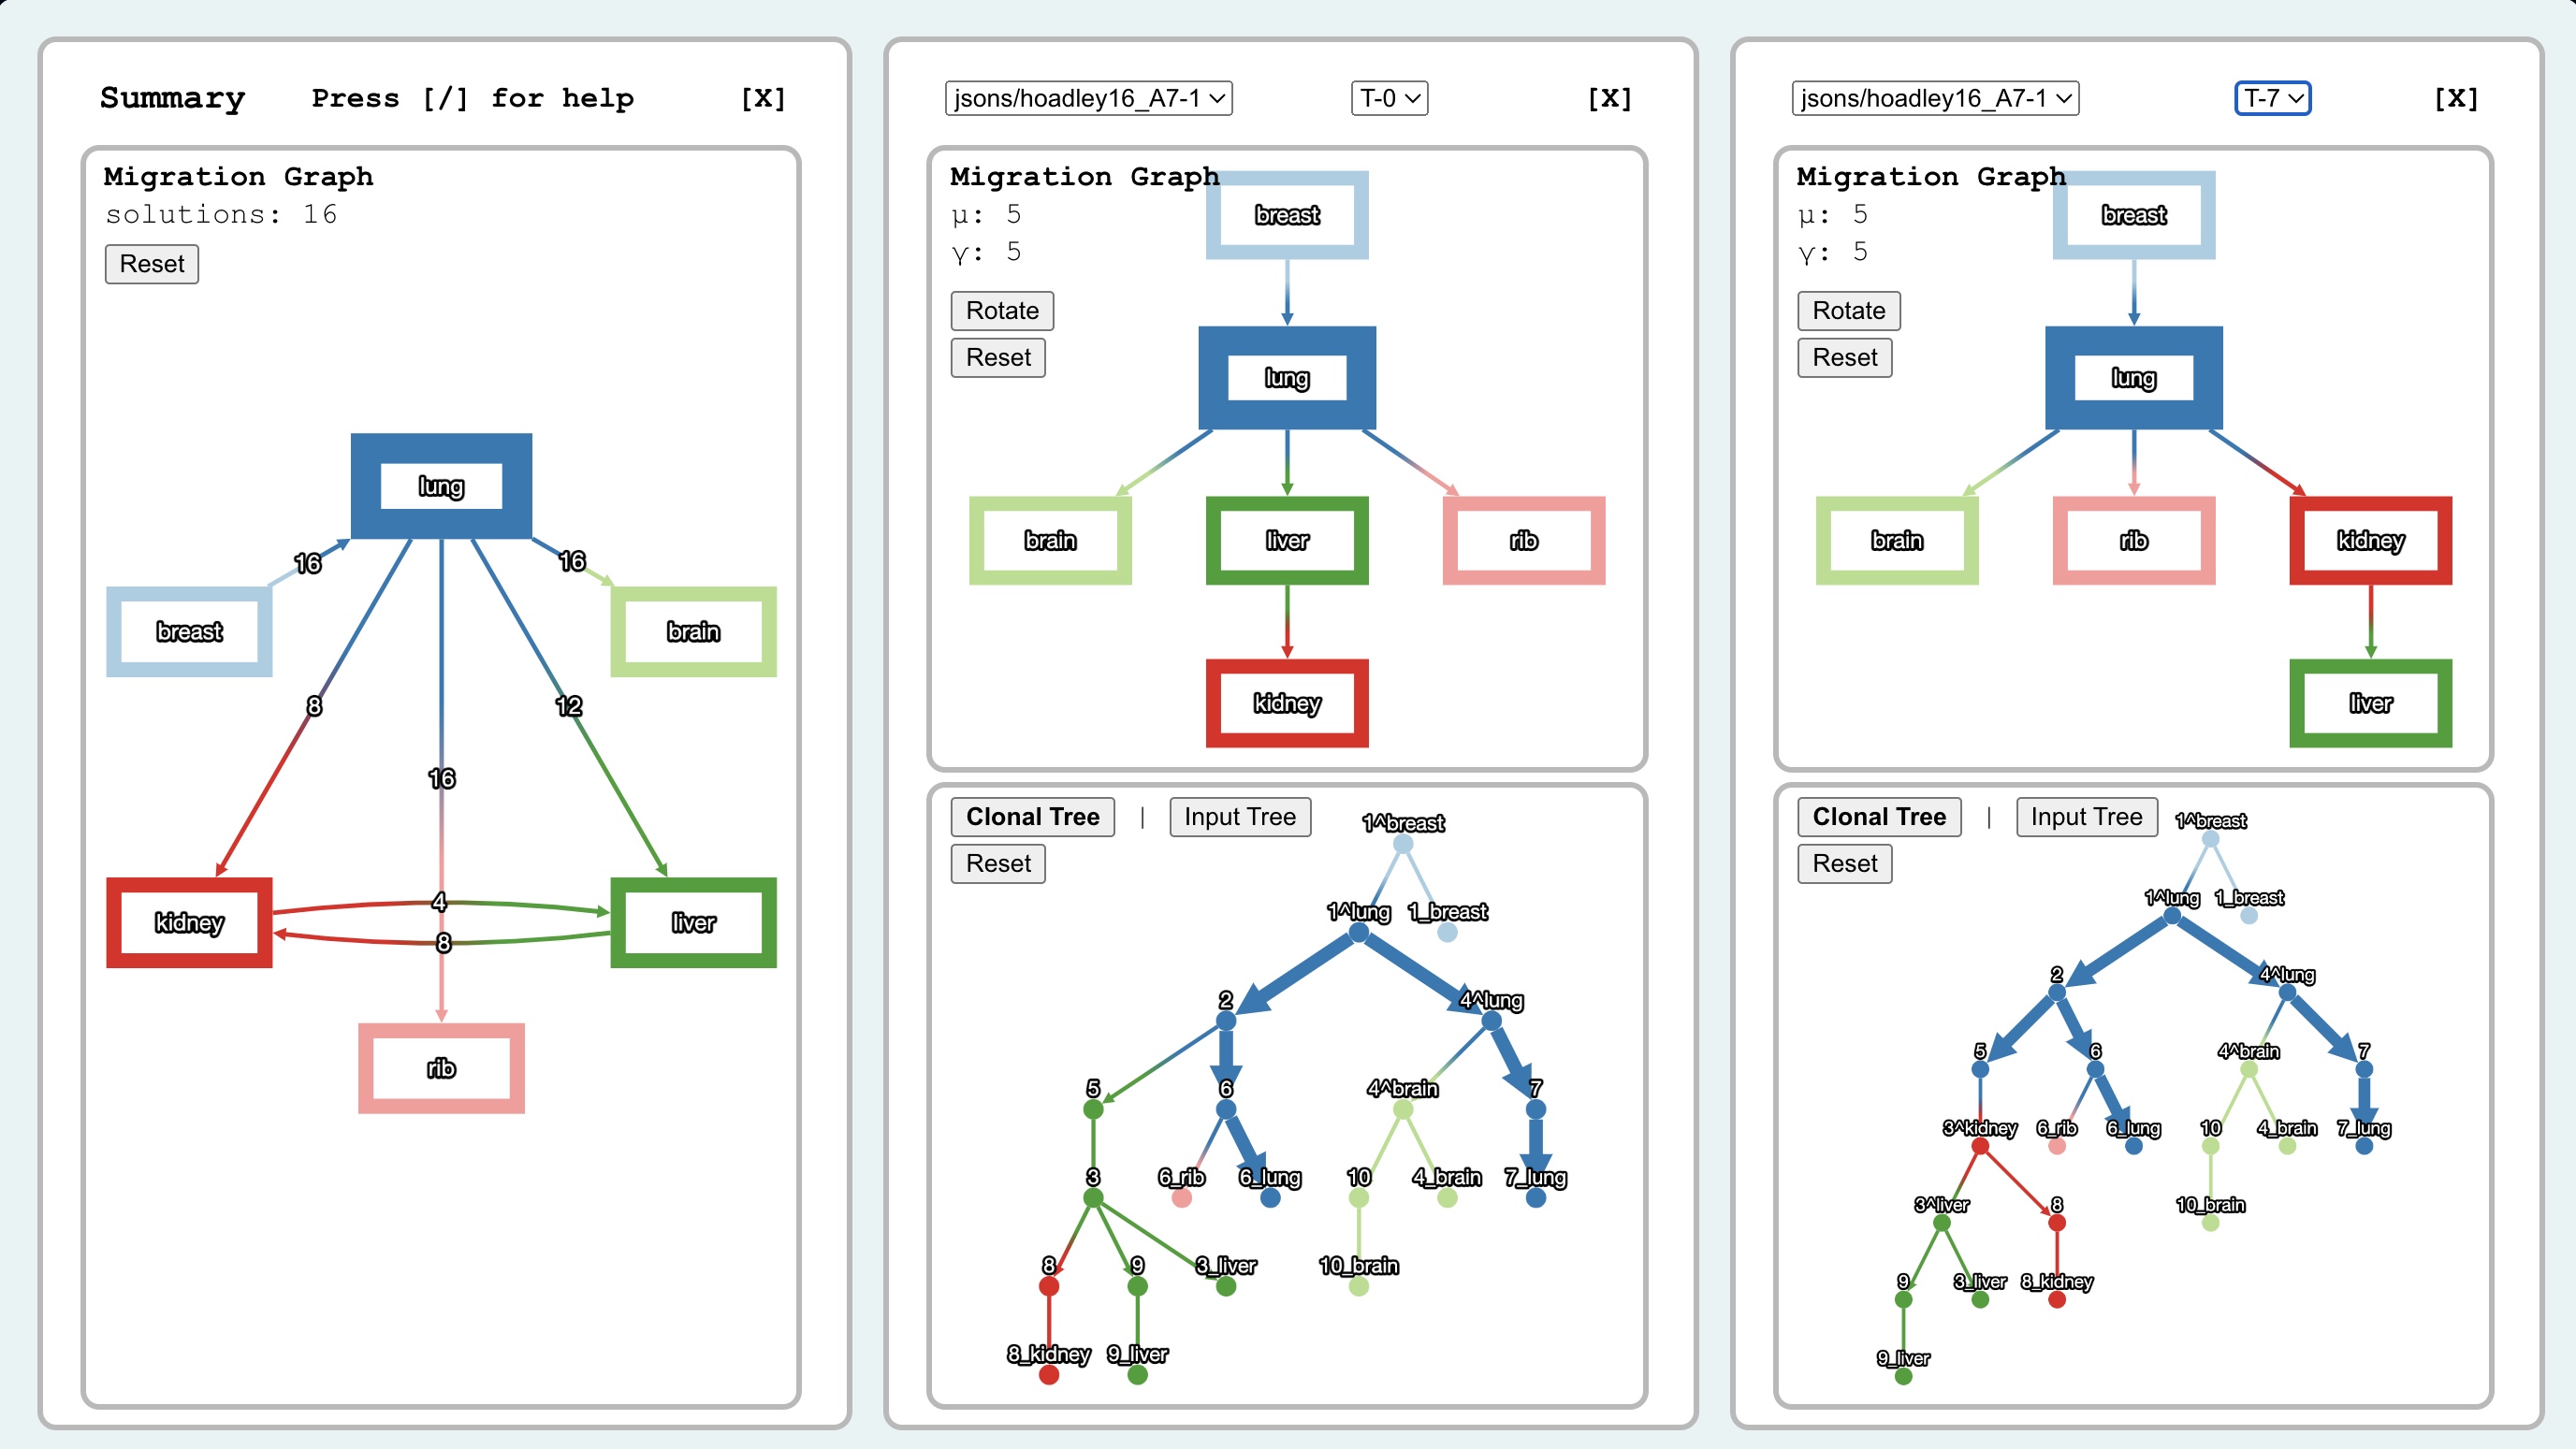 Summary Press [/] for help [X]
Migration Graph
solutions: 16
Reset
lung
16
16
breast
brain
8
12
16
4
kidney
liver
8
rib
jsons/hoadley16_A7-1 T-0 [X]
Migration Graph
breast
μ: 5
γ: 5
Rotate
Reset
lung
brain
liver
rib
kidney
Clonal Tree | Input Tree
Reset
1^breast
1^lung 1_breast
2 4^lung
5 6 4^brain 7
3 6_rib 6_lung 10 4_brain 7_lung
8 9 3_liver 10_brain
8_kidney 9_liver
jsons/hoadley16_A7-1 T-7 [X]
Migration Graph
breast
μ: 5
γ: 5
Rotate
Reset
lung
brain
rib
kidney
liver
Clonal Tree | Input Tree
Reset
1^breast
1^lung 1_breast
2 4^lung
5 6 4^brain 7
3^kidney 6_rib 6_lung 10 4_brain 7_lung
3^liver 8 10_brain
9 3_liver 8_kidney
9_liver